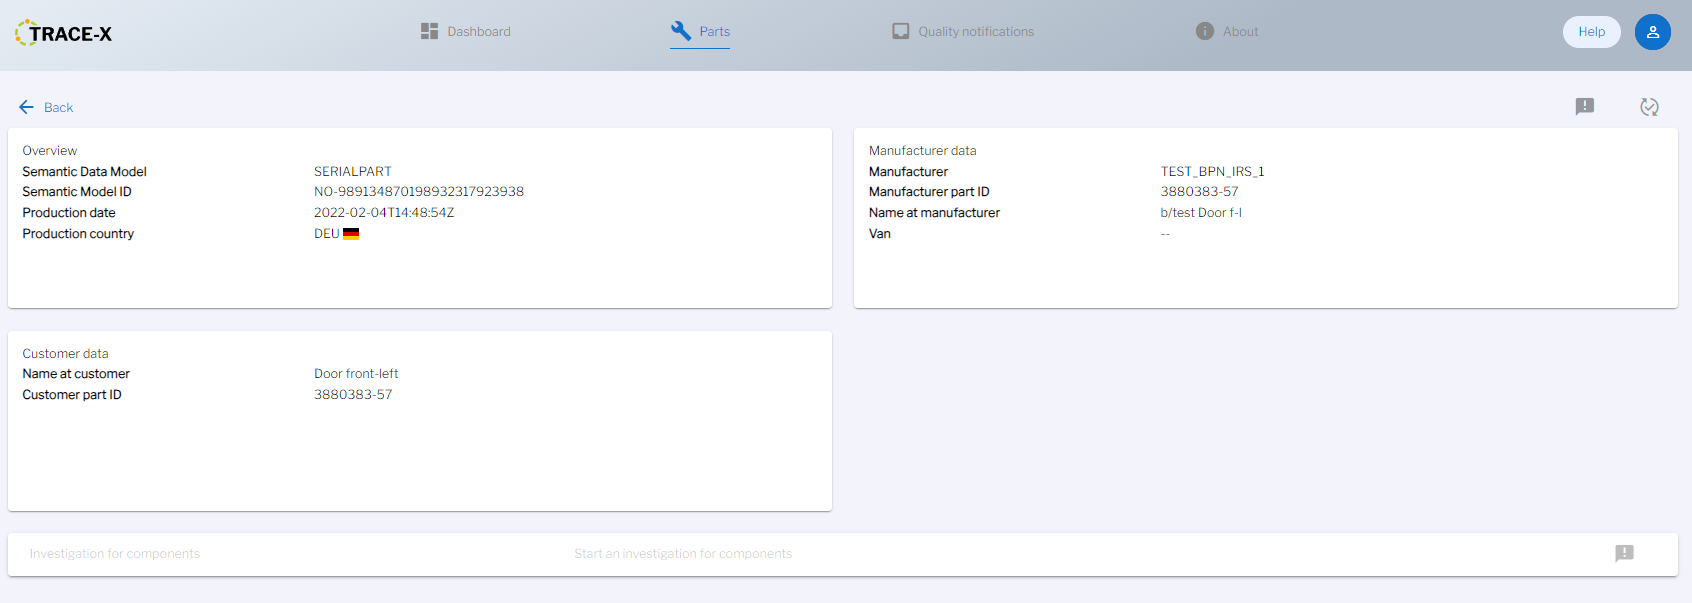 TRACE-X
Dashboard
Parts
Quality notifications
About
Help
Back
Overview
Semantic Data Model SERIALPART
Semantic Model ID NO-989134870198932317923938
Production date 2022-02-04T14:48:54Z
Production country DEU
Manufacturer data
Manufacturer TEST_BPN_IRS_1
Manufacturer part ID 3880383-57
Name at manufacturer b/test Door f-l
Van --
Customer data
Name at customer Door front-left
Customer part ID 3880383-57
Investigation for components Start an investigation for components